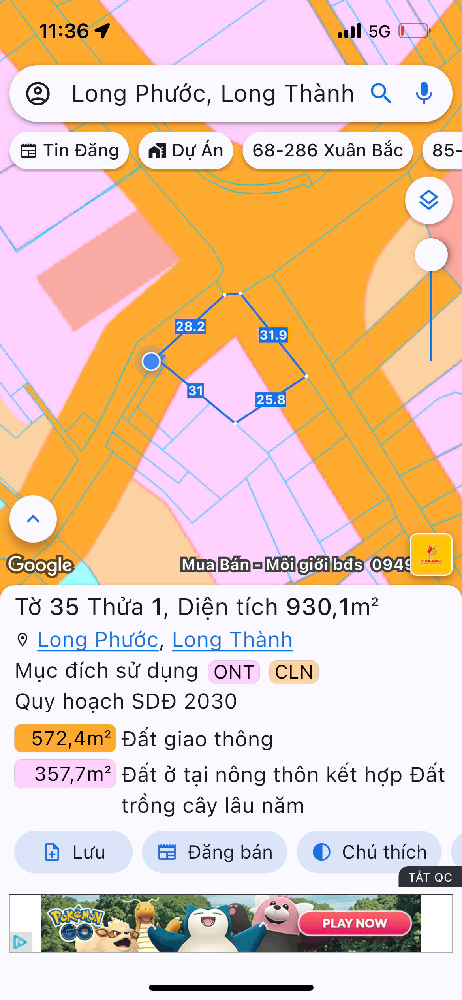 11:36
5G
Long Phước, Long Thành
Tin Đăng
Dự Án
68-286 Xuân Bắc
85-
28.2
31.9
31
25.8
Google
Mua Bán - Môi giới bđs 0949
PIVILAND
Tờ 35 Thửa 1, Diện tích 930,1m²
Long Phước, Long Thành
Mục đích sử dụng ONT CLN
Quy hoạch SDĐ 2030
572,4m² Đất giao thông
357,7m² Đất ở tại nông thôn kết hợp Đất
trồng cây lâu năm
Lưu
Đăng bán
Chú thích
TẮT QC
POKÉMON
GO
PLAY NOW